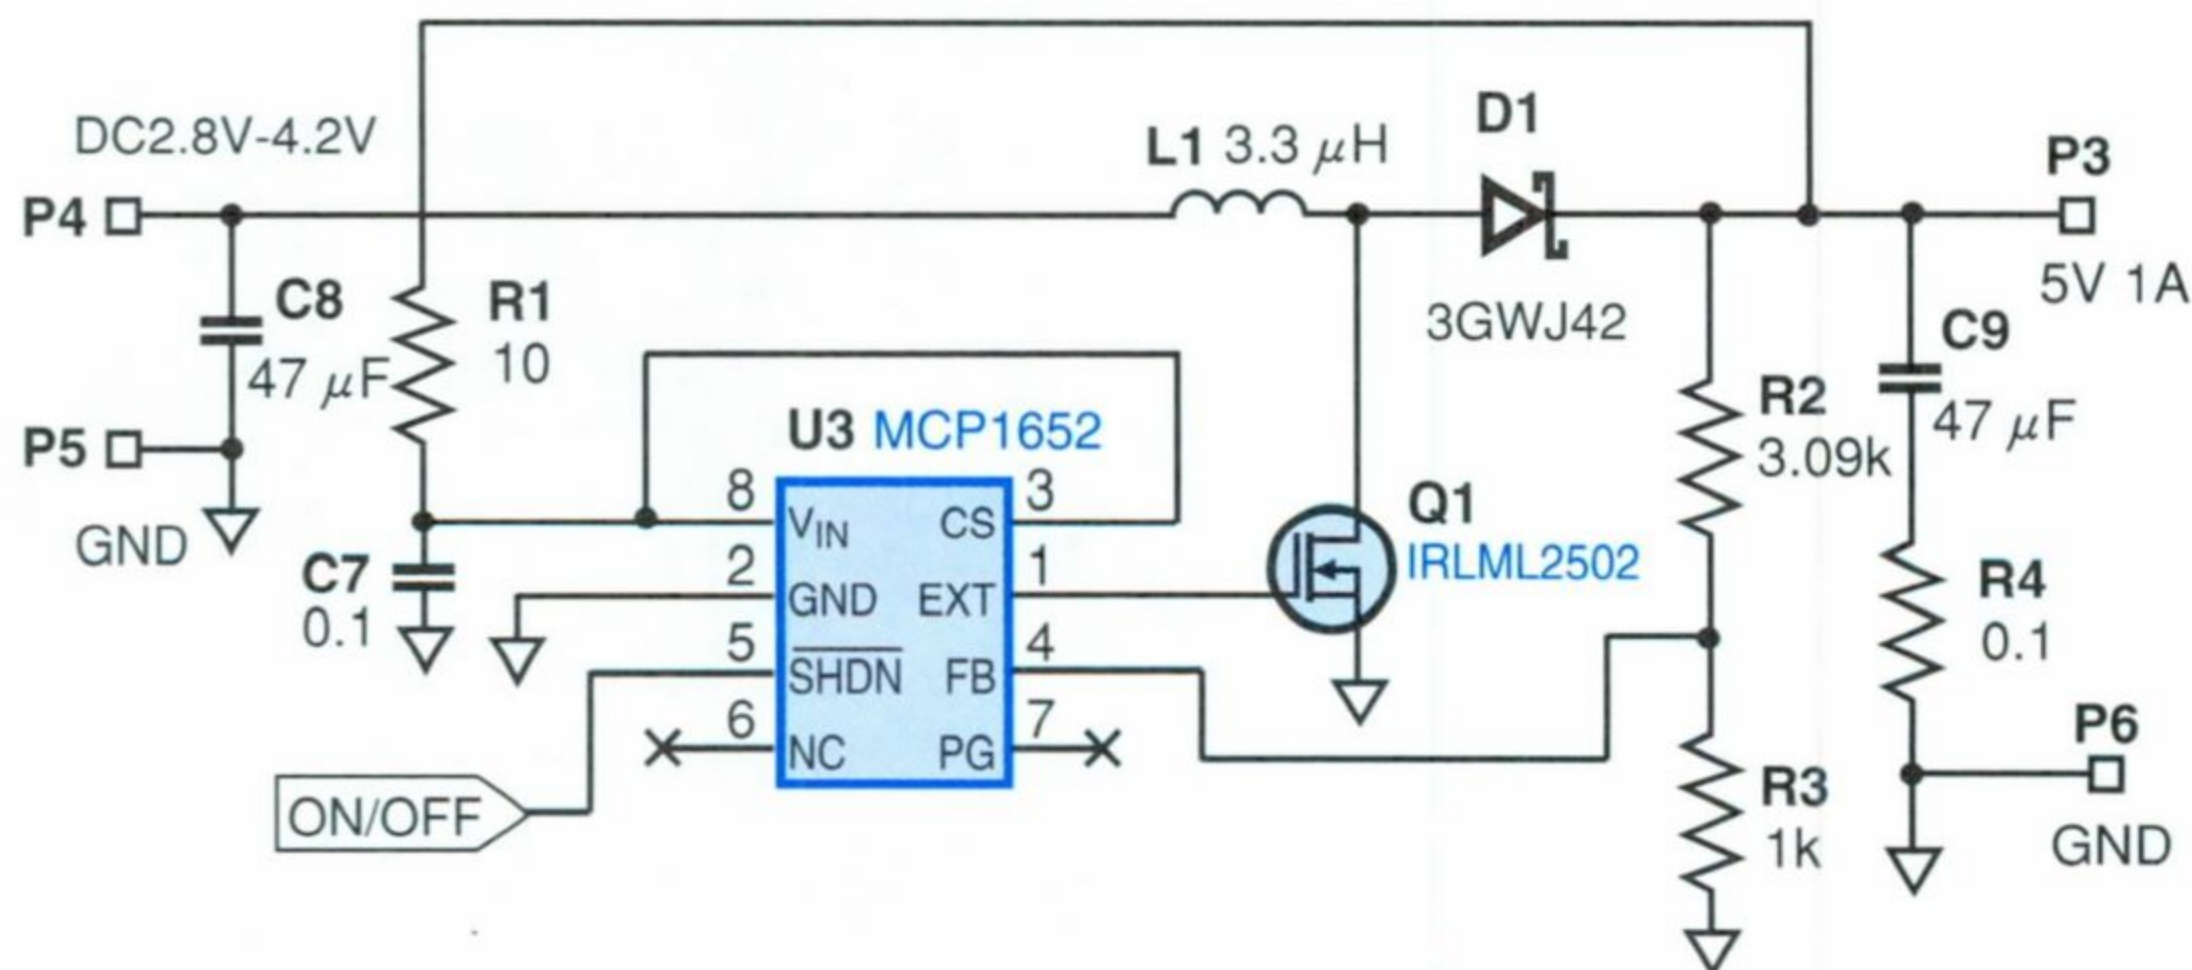 DC2.8V-4.2V
P4
C8
47 μF
P5
GND
R1
10
C7
0.1
L1 3.3 μH
D1
3GWJ42
P3
5V 1A
C9
47 μF
R2
3.09k
R4
0.1
R3
1k
P6
GND
Q1
IRLML2502
U3 MCP1652
8 VIN CS 3
2 GND EXT 1
5 SHDN FB 4
6 NC PG 7
ON/OFF